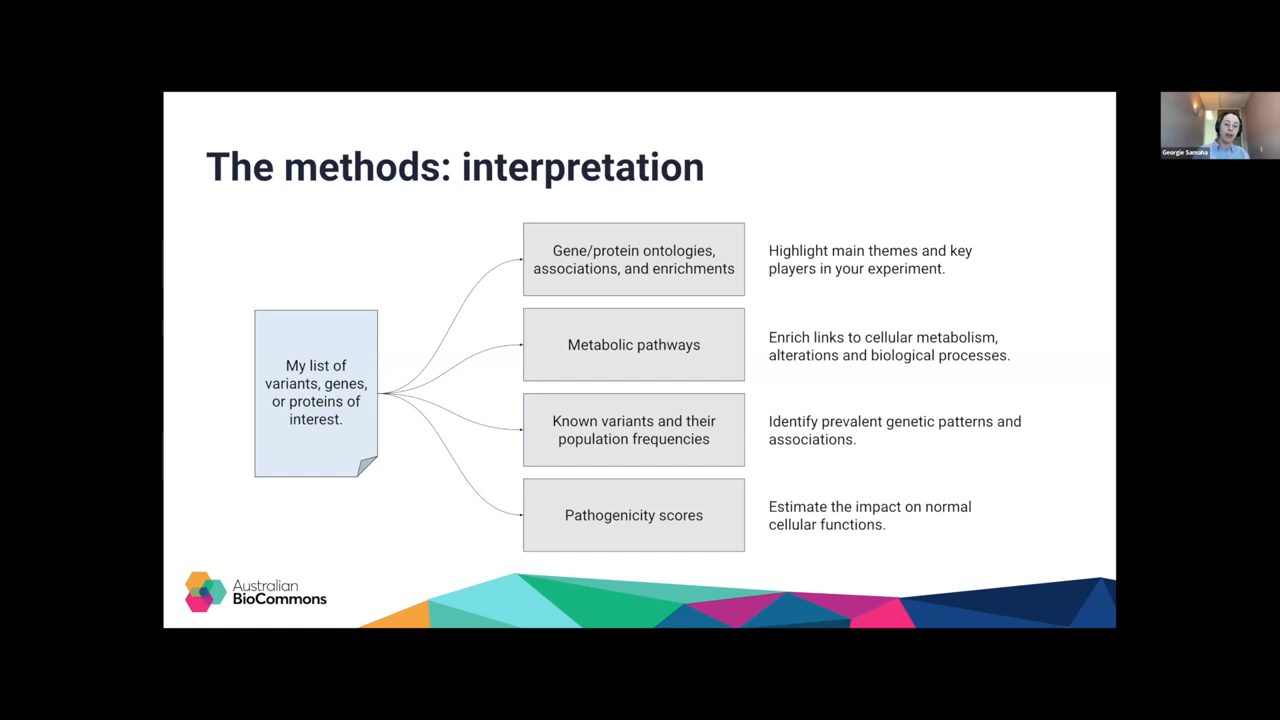 The methods: interpretation
My list of
variants, genes,
or proteins of
interest.
Gene/protein ontologies,
associations, and enrichments
Highlight main themes and key
players in your experiment.
Metabolic pathways
Enrich links to cellular metabolism,
alterations and biological processes.
Known variants and their
population frequencies
Identify prevalent genetic patterns and
associations.
Pathogenicity scores
Estimate the impact on normal
cellular functions.
Australian
BioCommons
Georgie Samaha